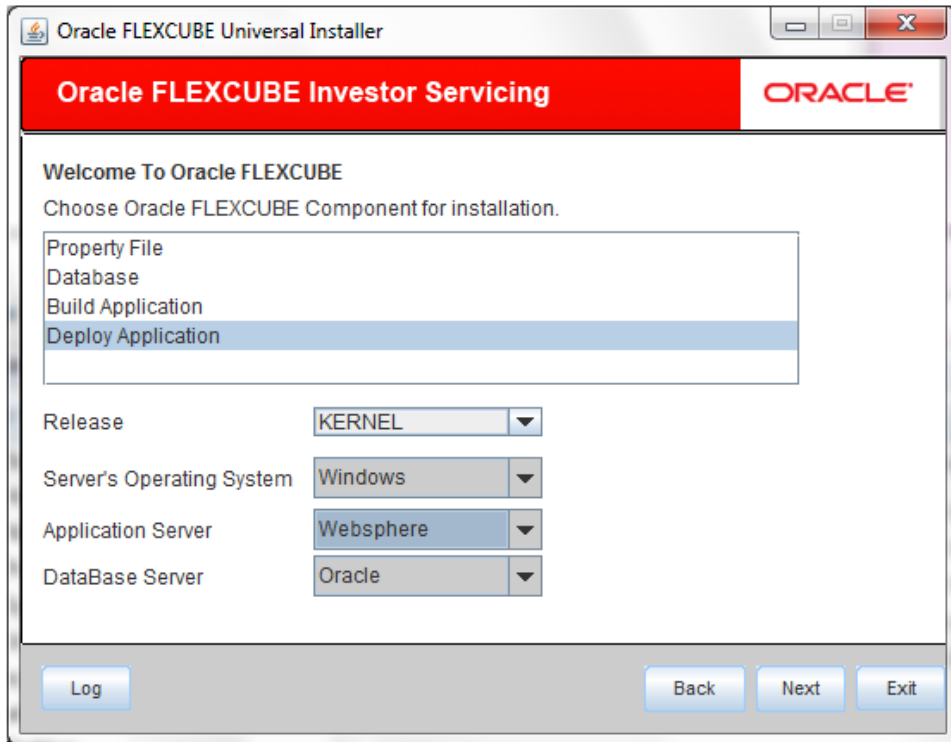 Oracle FLEXCUBE Universal Installer
Oracle FLEXCUBE Investor Servicing ORACLE®
Welcome To Oracle FLEXCUBE
Choose Oracle FLEXCUBE Component for installation.
Property File
Database
Build Application
Deploy Application
Release KERNEL
Server's Operating System Windows
Application Server Websphere
DataBase Server Oracle
Log Back Next Exit